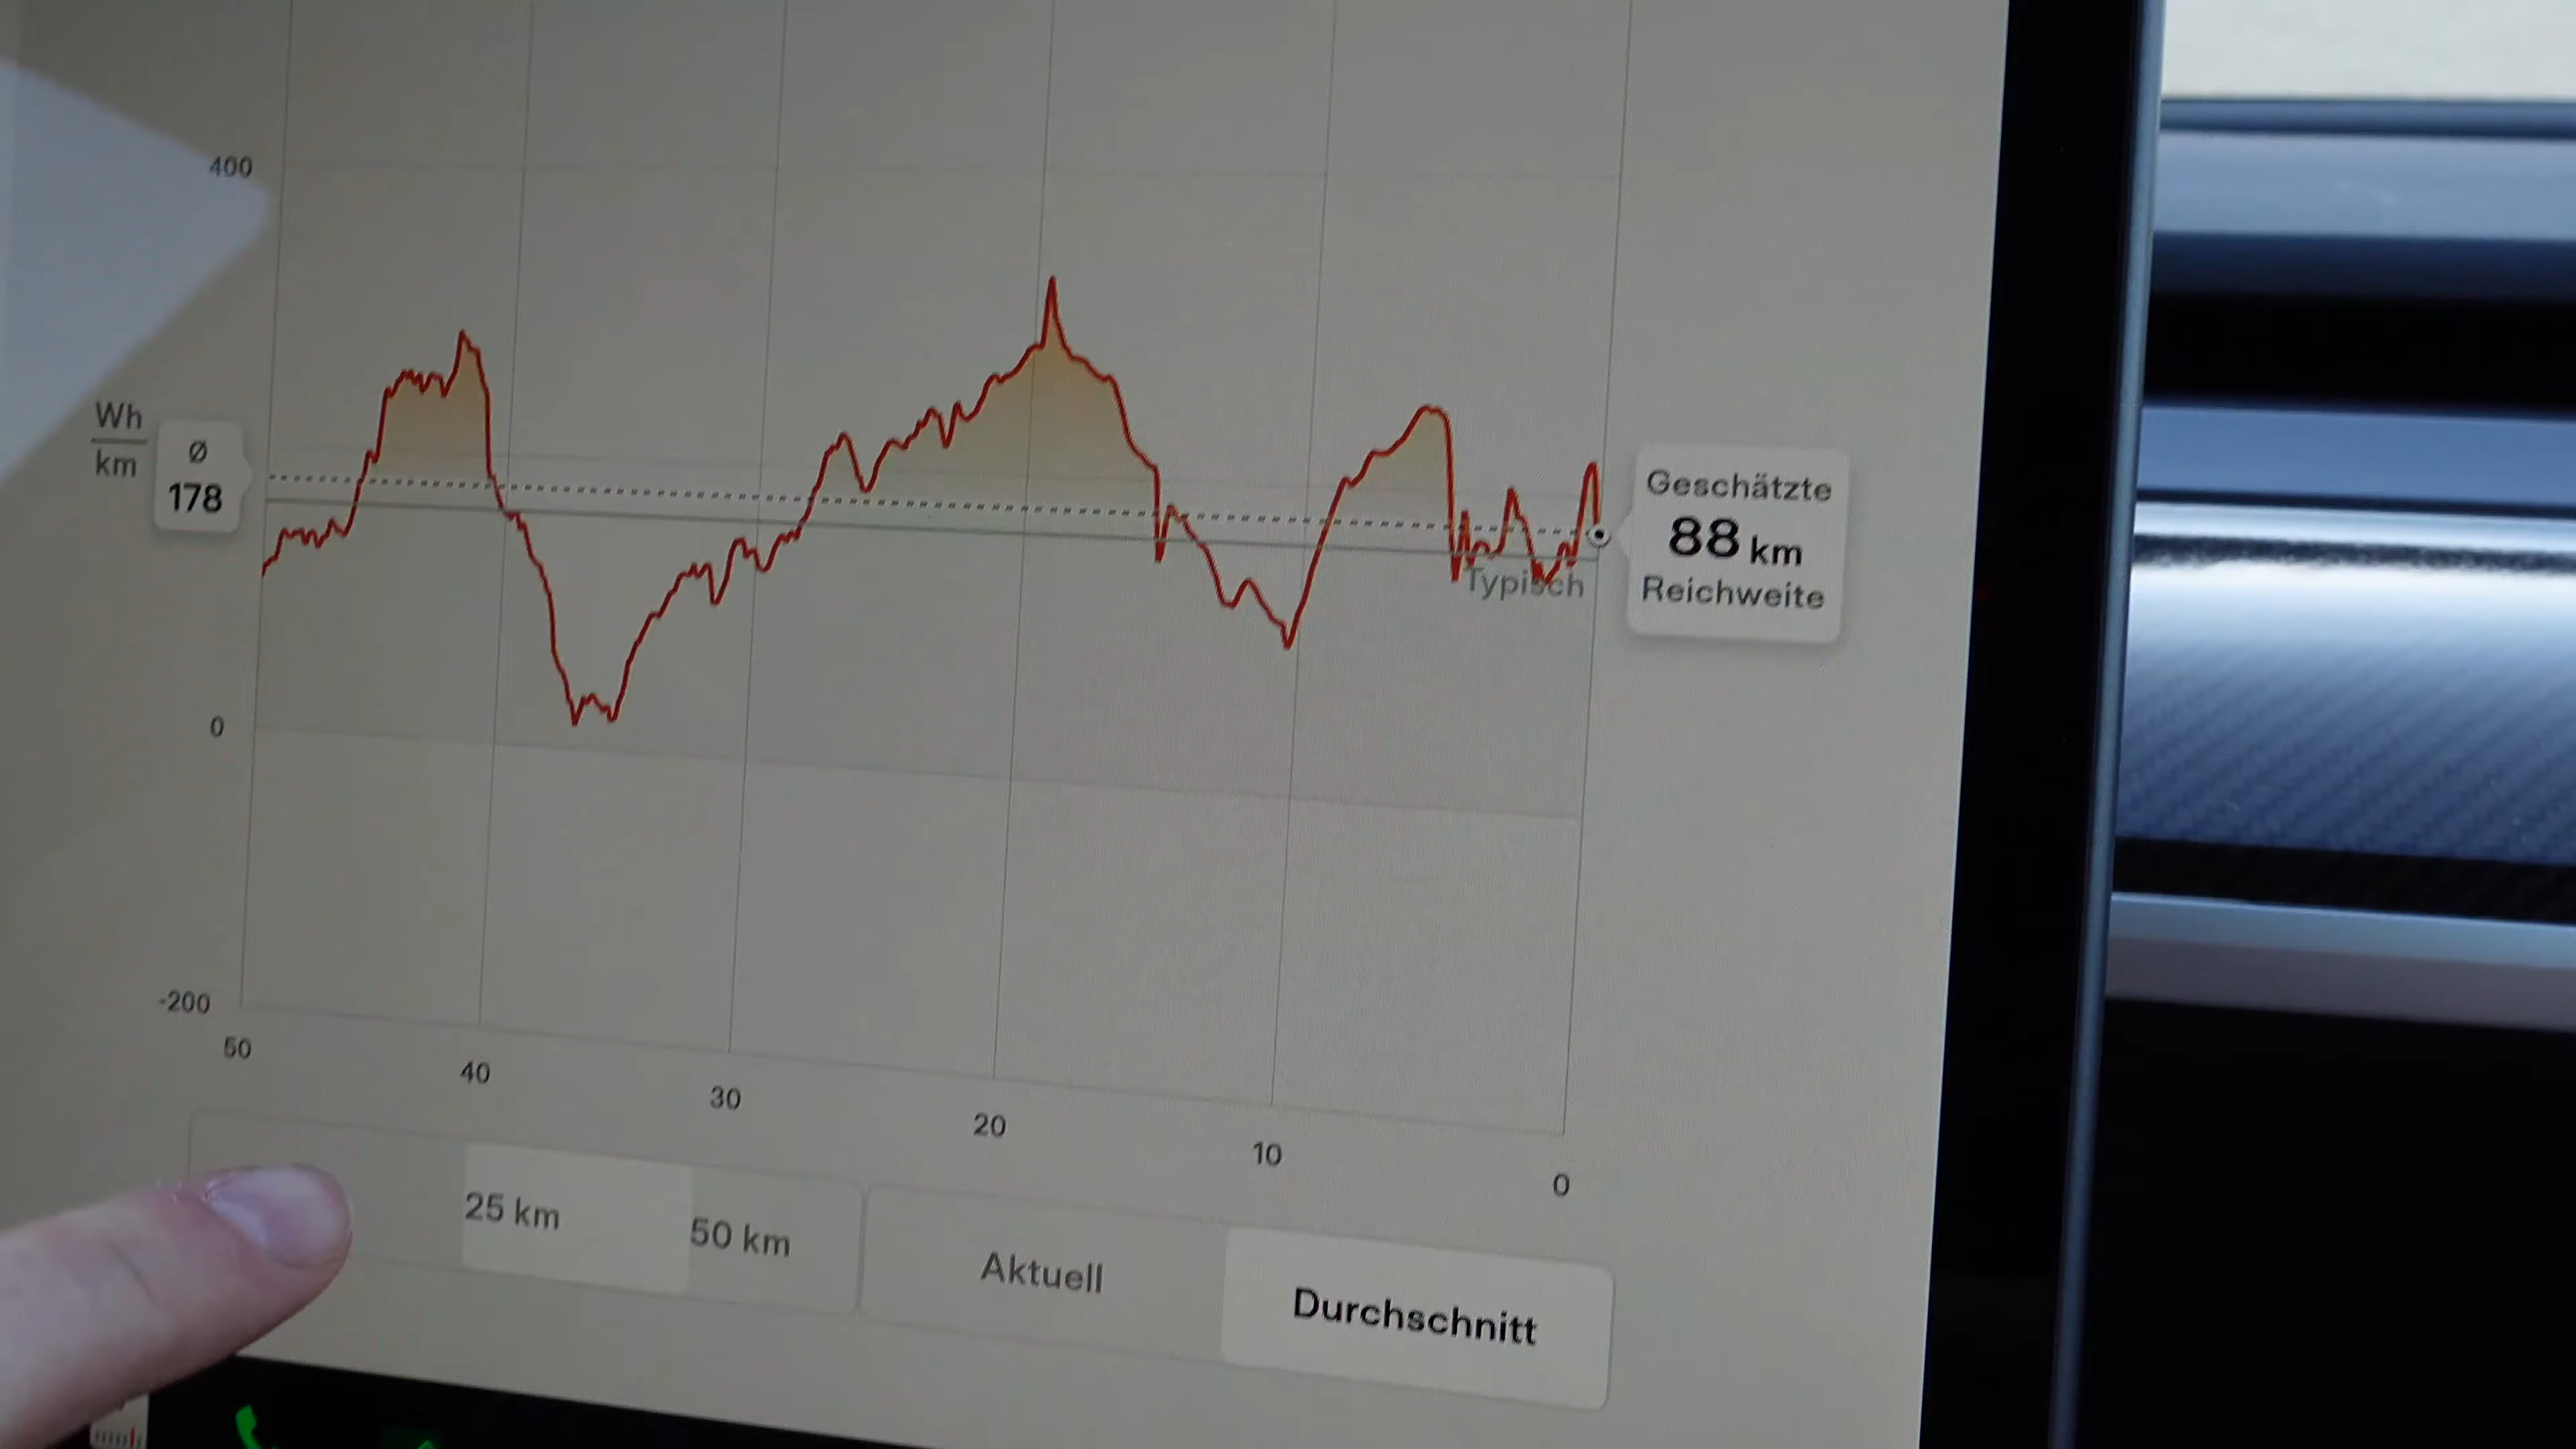 400
Wh
km
Ø
178
Geschätzte
88 km
Reichweite
Typisch
0
-200
50
40
30
20
10
0
25 km
50 km
Aktuell
Durchschnitt